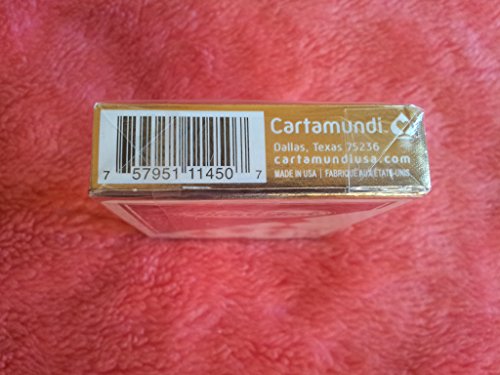 7 57951 11450 7
Cartamundi
Dallas, Texas 75236
cartamundiusa.com
MADE IN USA | FABRIQUÉ AUX ÉTATS-UNIS